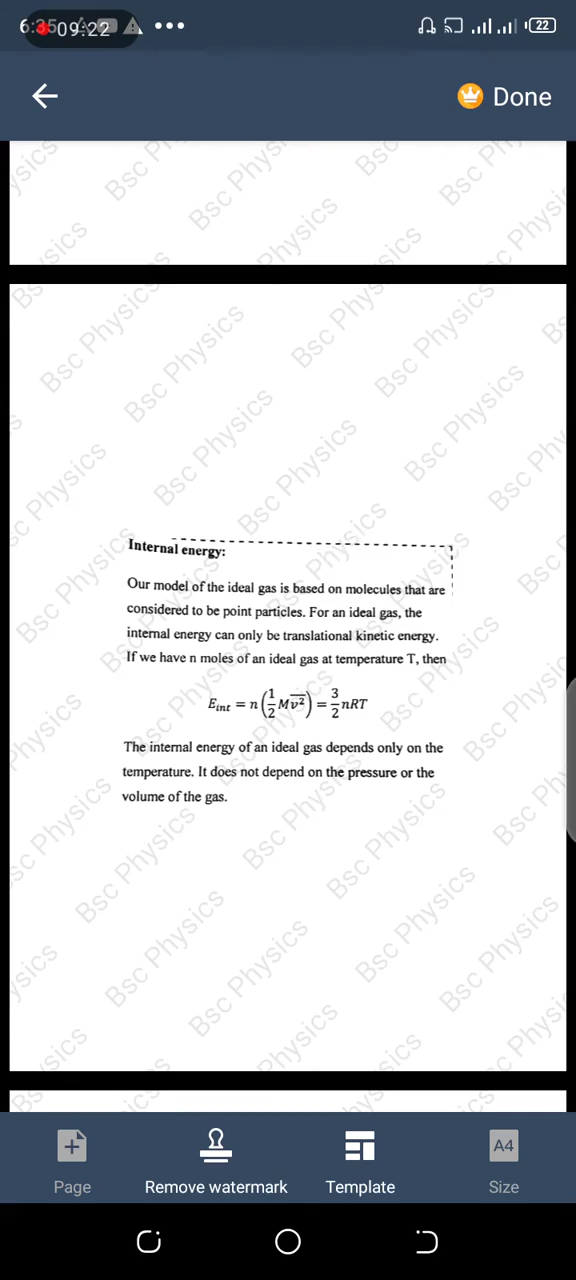 6:35 09:22 22
Done
Internal energy:
Our model of the ideal gas is based on molecules that are
considered to be point particles. For an ideal gas, the
internal energy can only be translational kinetic energy.
If we have n moles of an ideal gas at temperature T, then
E_int = n(1/2 Mv̅²) = 3/2 nRT
The internal energy of an ideal gas depends only on the
temperature. It does not depend on the pressure or the
volume of the gas.
Bsc Physics
Page Remove watermark Template A4 Size